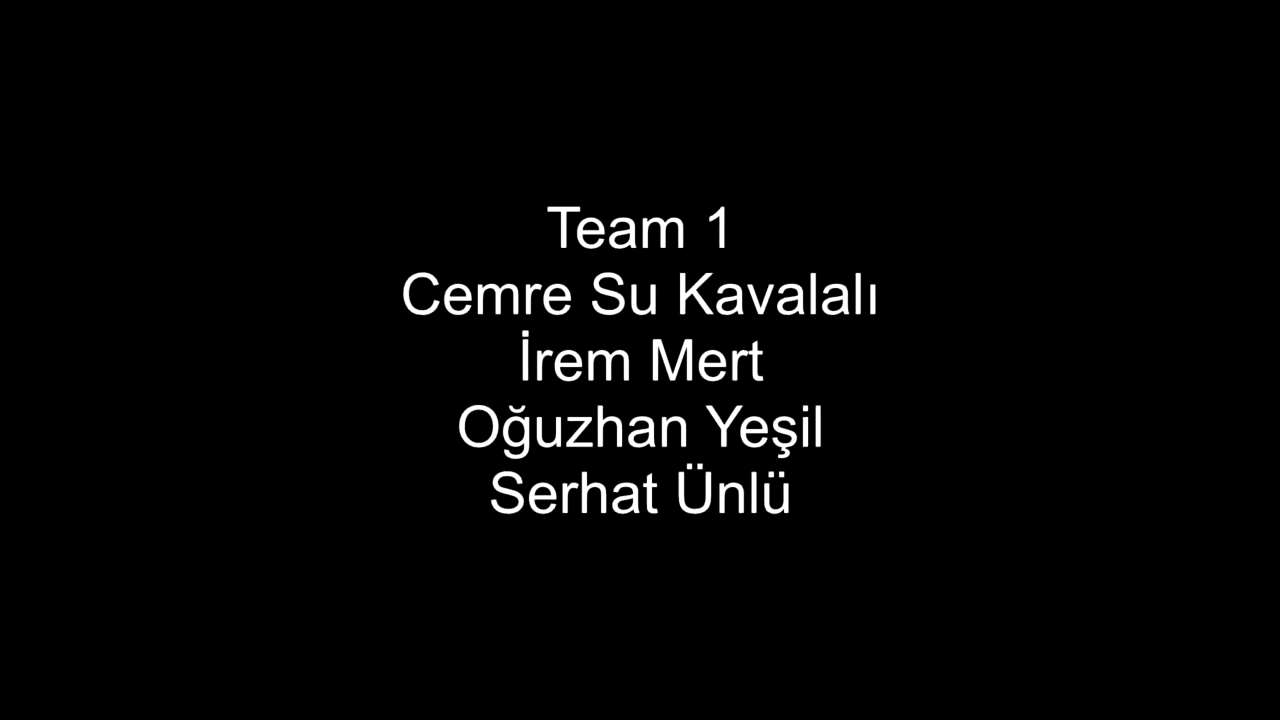 Team 1
Cemre Su Kavalalı
İrem Mert
Oğuzhan Yeşil
Serhat Ünlü